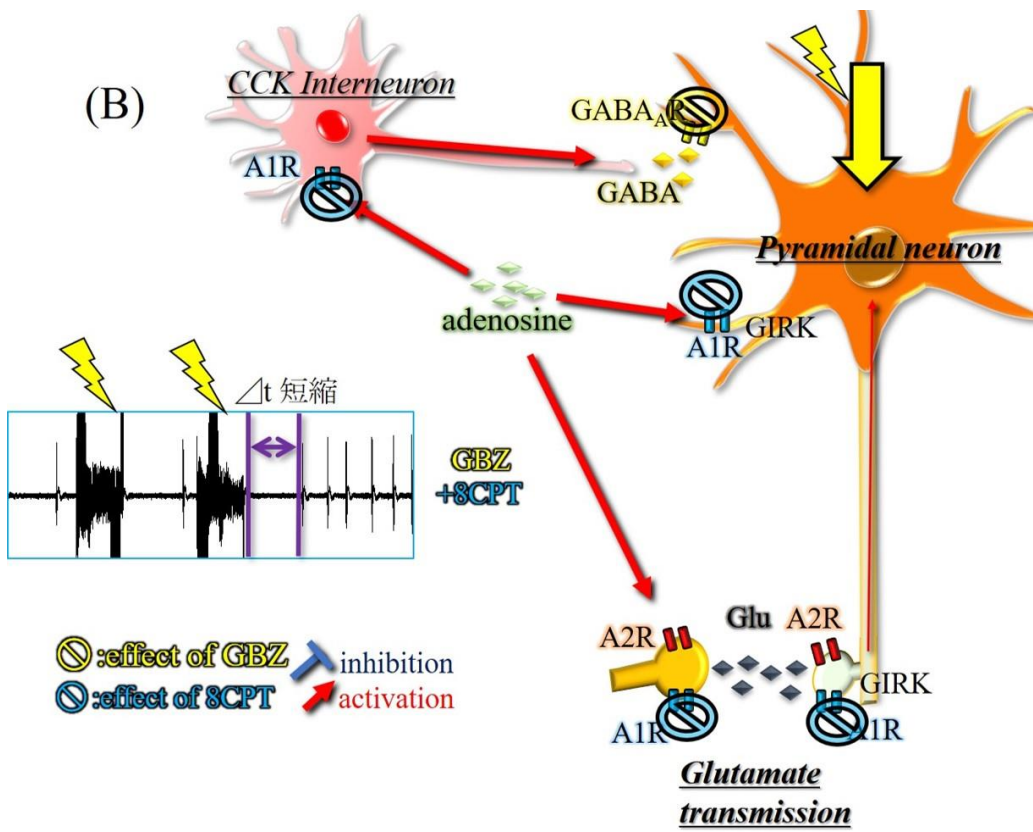 (B)
CCK Interneuron
A1R
GABA_AR
GABA
Pyramidal neuron
adenosine
A1R
GIRK
⊿t 短縮
GBZ
+8CPT
:effect of GBZ
:effect of 8CPT
inhibition
activation
A2R
Glu
A2R
GIRK
A1R
A1R
Glutamate
transmission